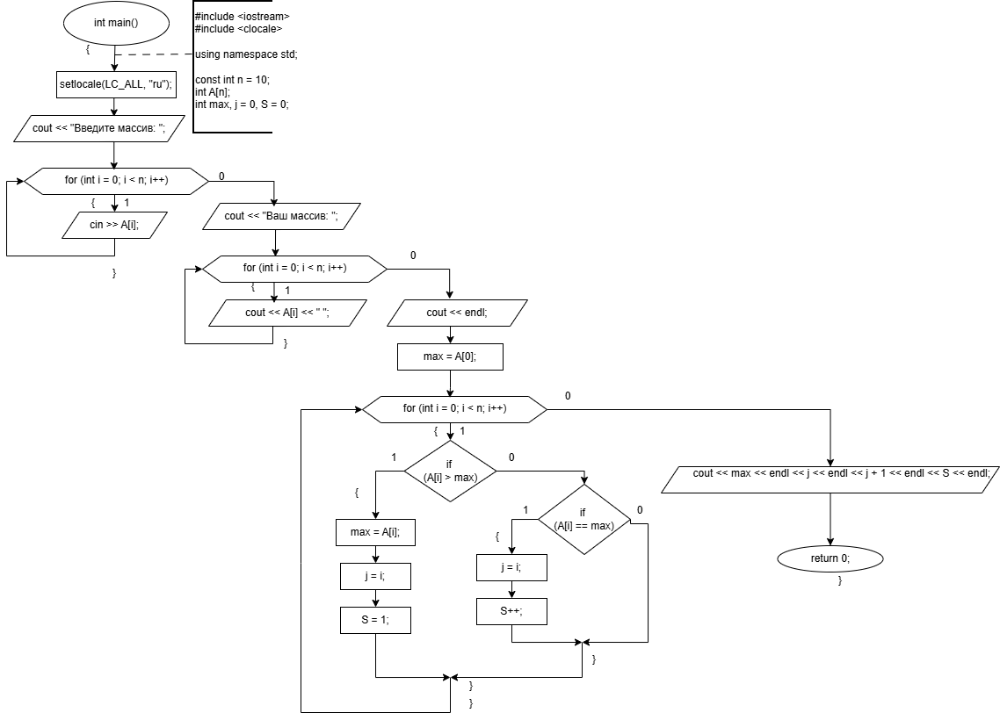 int main()
{
#include <iostream>
#include <clocale>
using namespace std;
const int n = 10;
int A[n];
int max, j = 0, S = 0;
setlocale(LC_ALL, "ru");
cout << "Введите массив: ";
for (int i = 0; i < n; i++)
0
{
1
cin >> A[i];
}
cout << "Ваш массив: ";
for (int i = 0; i < n; i++)
0
{
1
cout << A[i] << " ";
}
cout << endl;
max = A[0];
for (int i = 0; i < n; i++)
0
{
1
if
(A[i] > max)
1
0
{
max = A[i];
j = i;
S = 1;
if
(A[i] == max)
1
0
{
j = i;
S++;
}
}
}
cout << max << endl << j << endl << j + 1 << endl << S << endl;
return 0;
}